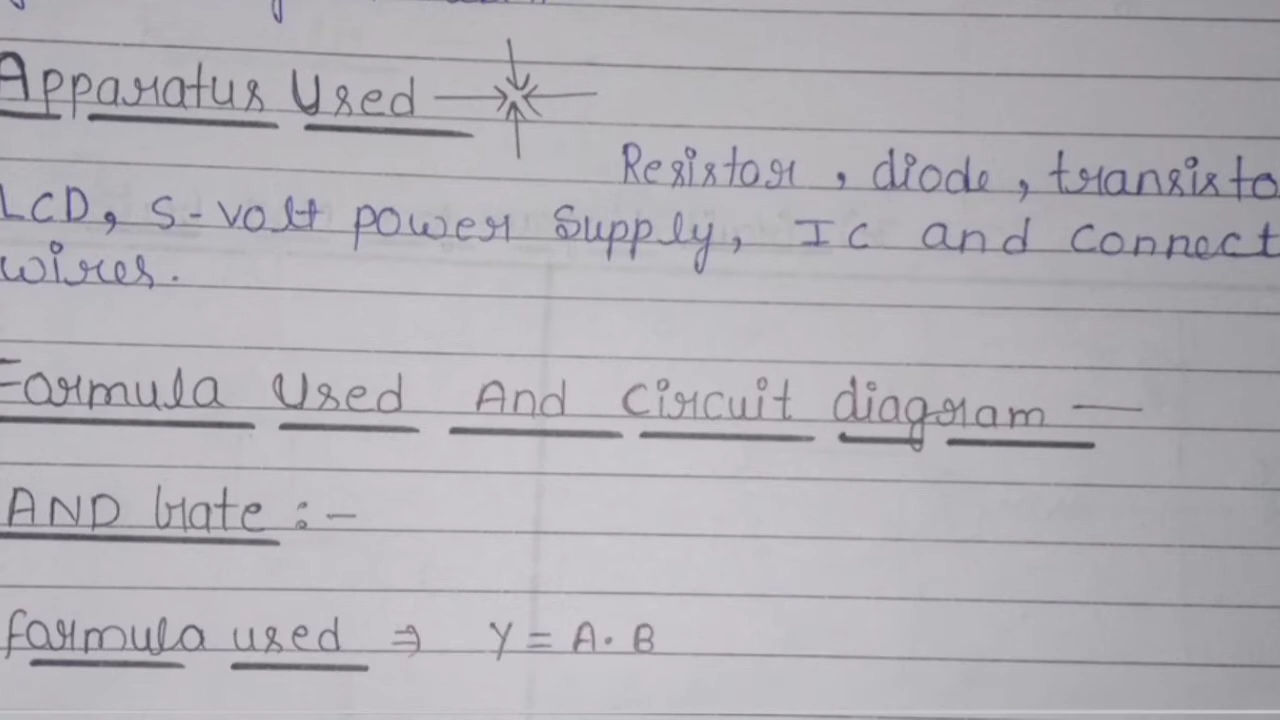 Apparatus Used
Resistor, diode, transisto
LCD, 5-volt power Supply, Ic and connect
wires.
Formula Used And Circuit diagram —
AND Gate :-
formula used ⇒ Y = A. B